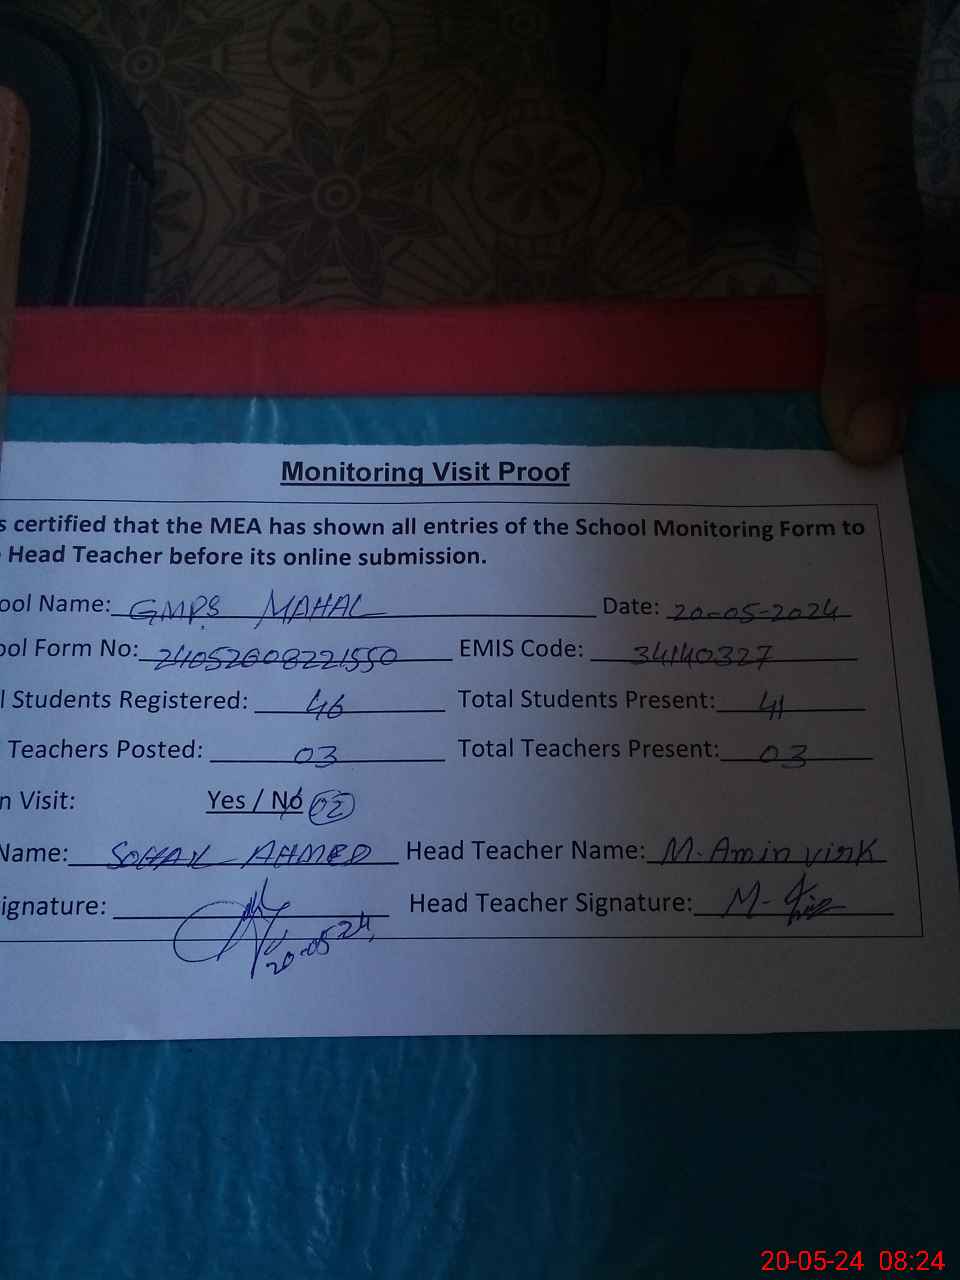 Monitoring Visit Proof
s certified that the MEA has shown all entries of the School Monitoring Form to
Head Teacher before its online submission.
ool Name: GMPS MAHAL Date: 20-05-2024
ool Form No: 24052608221550 EMIS Code: 34140327
l Students Registered: 46 Total Students Present: 41
Teachers Posted: 03 Total Teachers Present: 03
n Visit: Yes / No 02
Name: SOHAIL AHMED Head Teacher Name: M. Amin virk
ignature: 20-05-24 Head Teacher Signature: M-
20-05-24 08:24